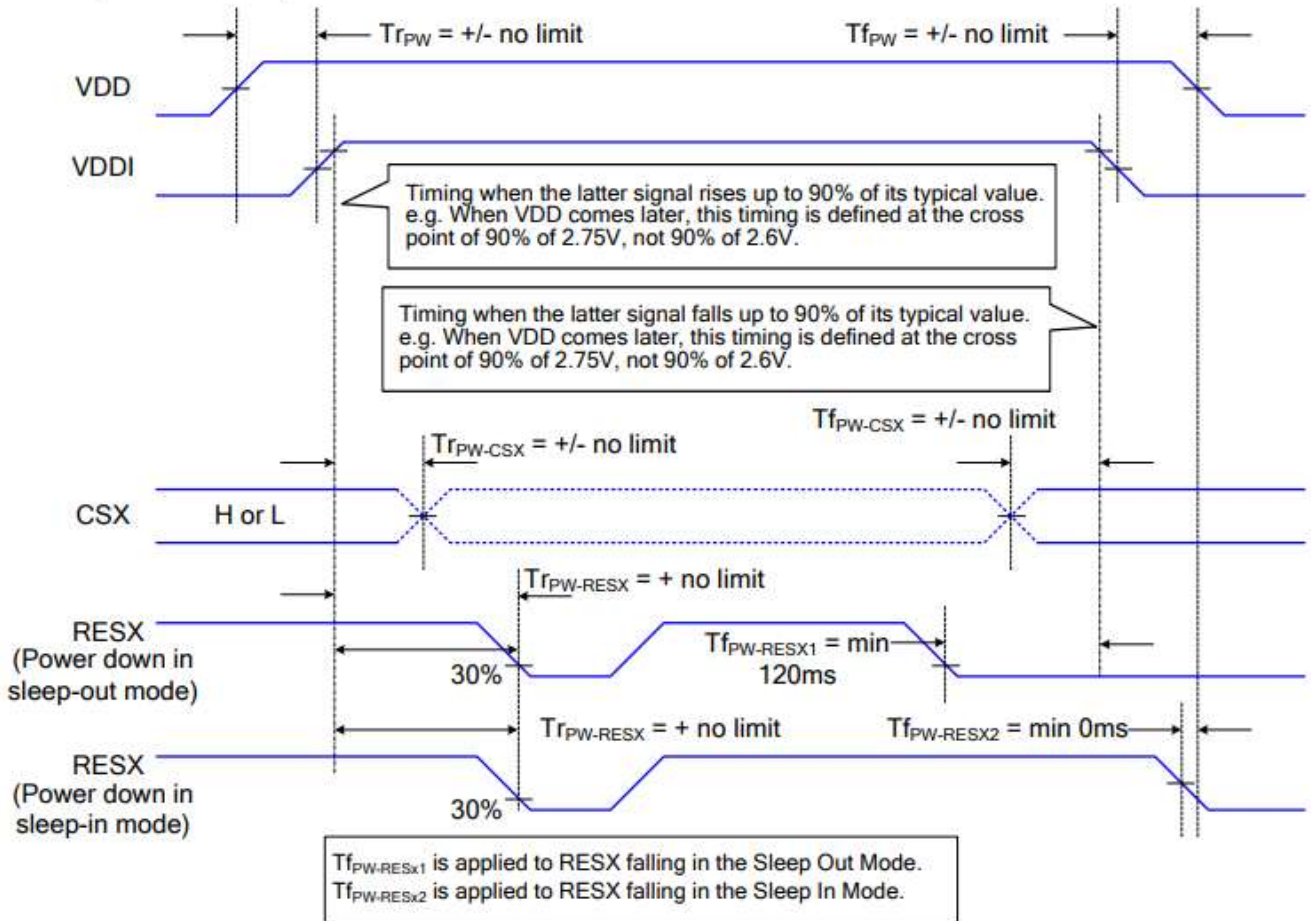 Tr PW = +/- no limit
Tf PW = +/- no limit
VDD
VDDI
Timing when the latter signal rises up to 90% of its typical value.
e.g. When VDD comes later, this timing is defined at the cross
point of 90% of 2.75V, not 90% of 2.6V.
Timing when the latter signal falls up to 90% of its typical value.
e.g. When VDD comes later, this timing is defined at the cross
point of 90% of 2.75V, not 90% of 2.6V.
TrPW-CSX = +/- no limit
TfPW-CSX = +/- no limit
CSX
H or L
TrPW-RESX = + no limit
RESX
(Power down in
sleep-out mode)
30%
TfPW-RESX1 = min
120ms
TrPW-RESX = + no limit
TfPW-RESX2 = min 0ms
RESX
(Power down in
sleep-in mode)
30%
TfPW-RESx1 is applied to RESX falling in the Sleep Out Mode.
TfPW-RESx2 is applied to RESX falling in the Sleep In Mode.